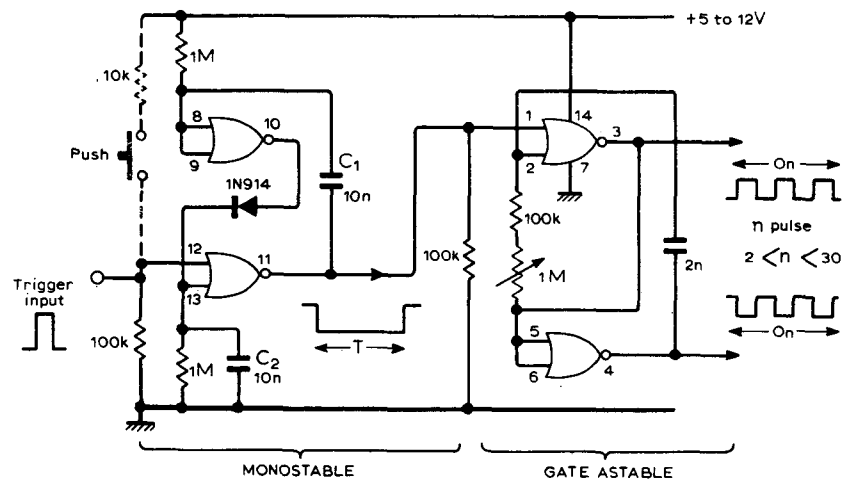 +5 to 12V
1M
10k
8
10
9
1
14
3
Push
C1
10n
2
7
On
1N914
100k
n pulse
2 < n < 30
12
11
100k
1M
2n
Trigger
input
13
T
On
100k
1M
C2
10n
5
6
4
MONOSTABLE
GATE ASTABLE